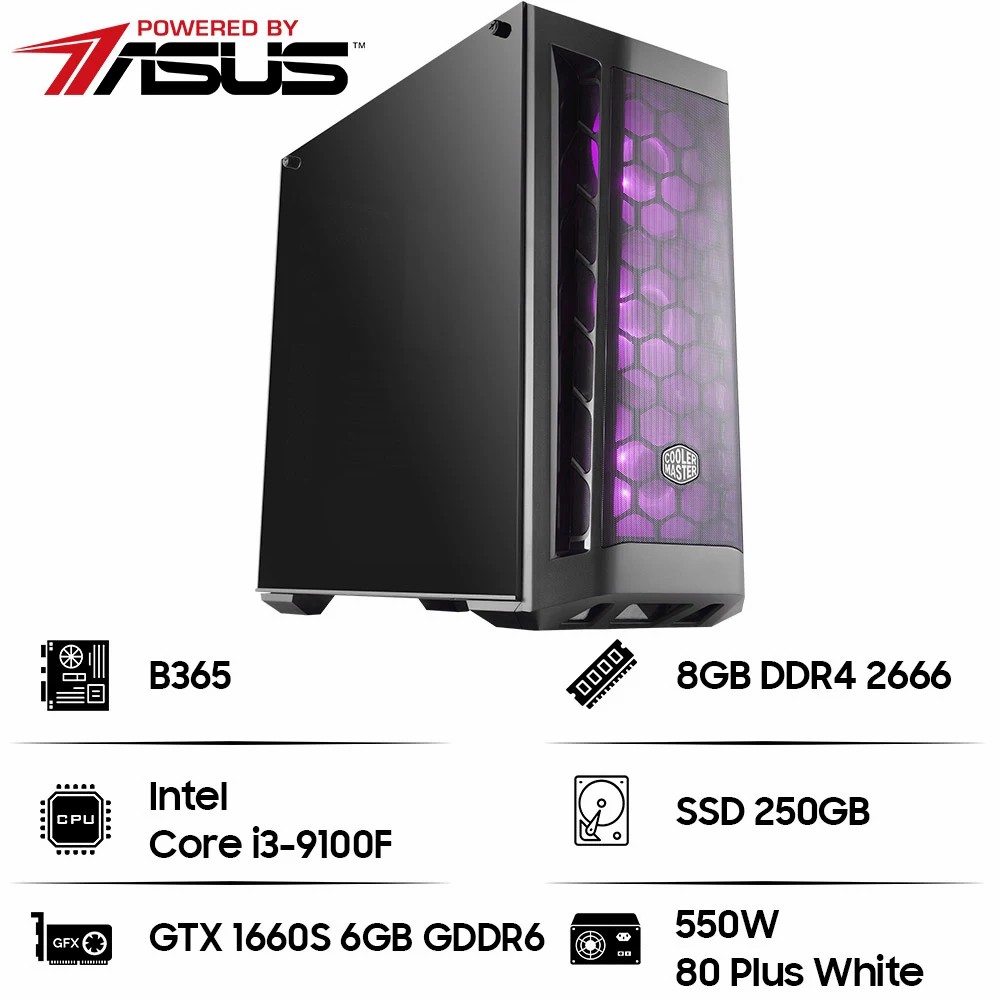 POWERED BY
ASUS™
COOLER
MASTER
B365
8GB DDR4 2666
CPU
Intel
Core i3-9100F
SSD 250GB
GFX
GTX 1660S 6GB GDDR6
550W
80 Plus White